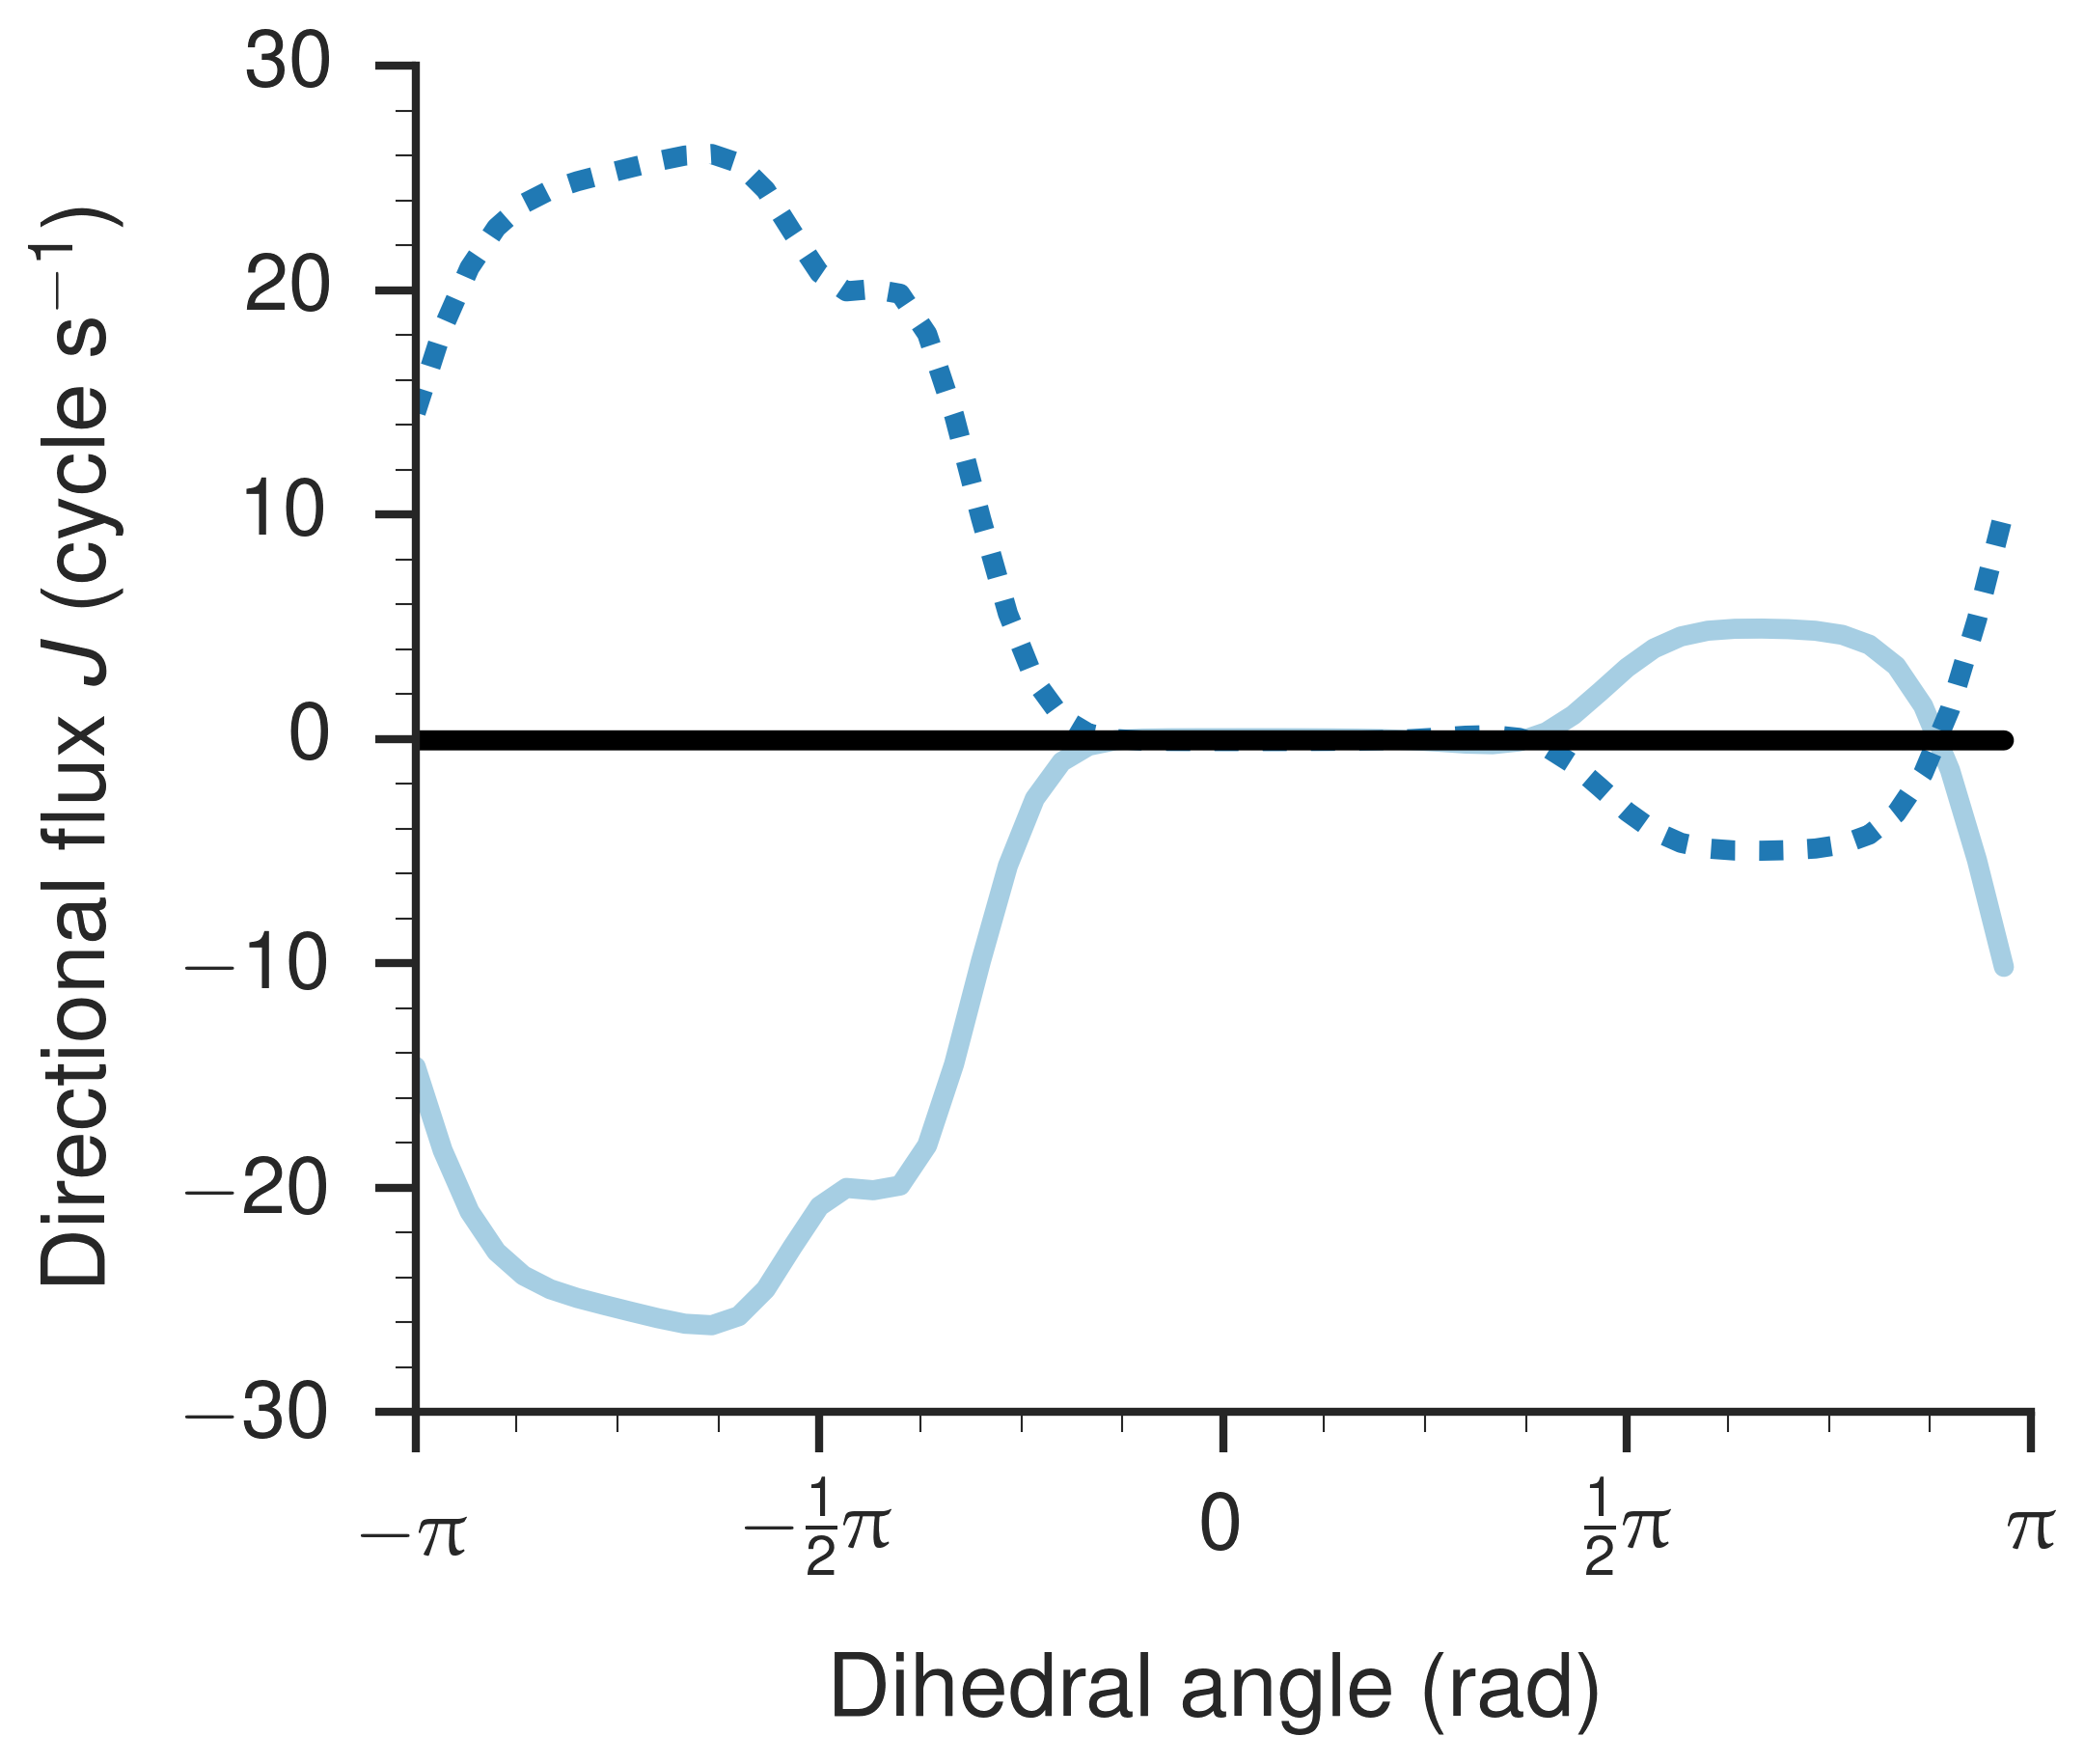 Directional flux J (cycle s⁻¹)
30
20
10
0
−10
−20
−30
−π
−1/2π
0
1/2π
π
Dihedral angle (rad)